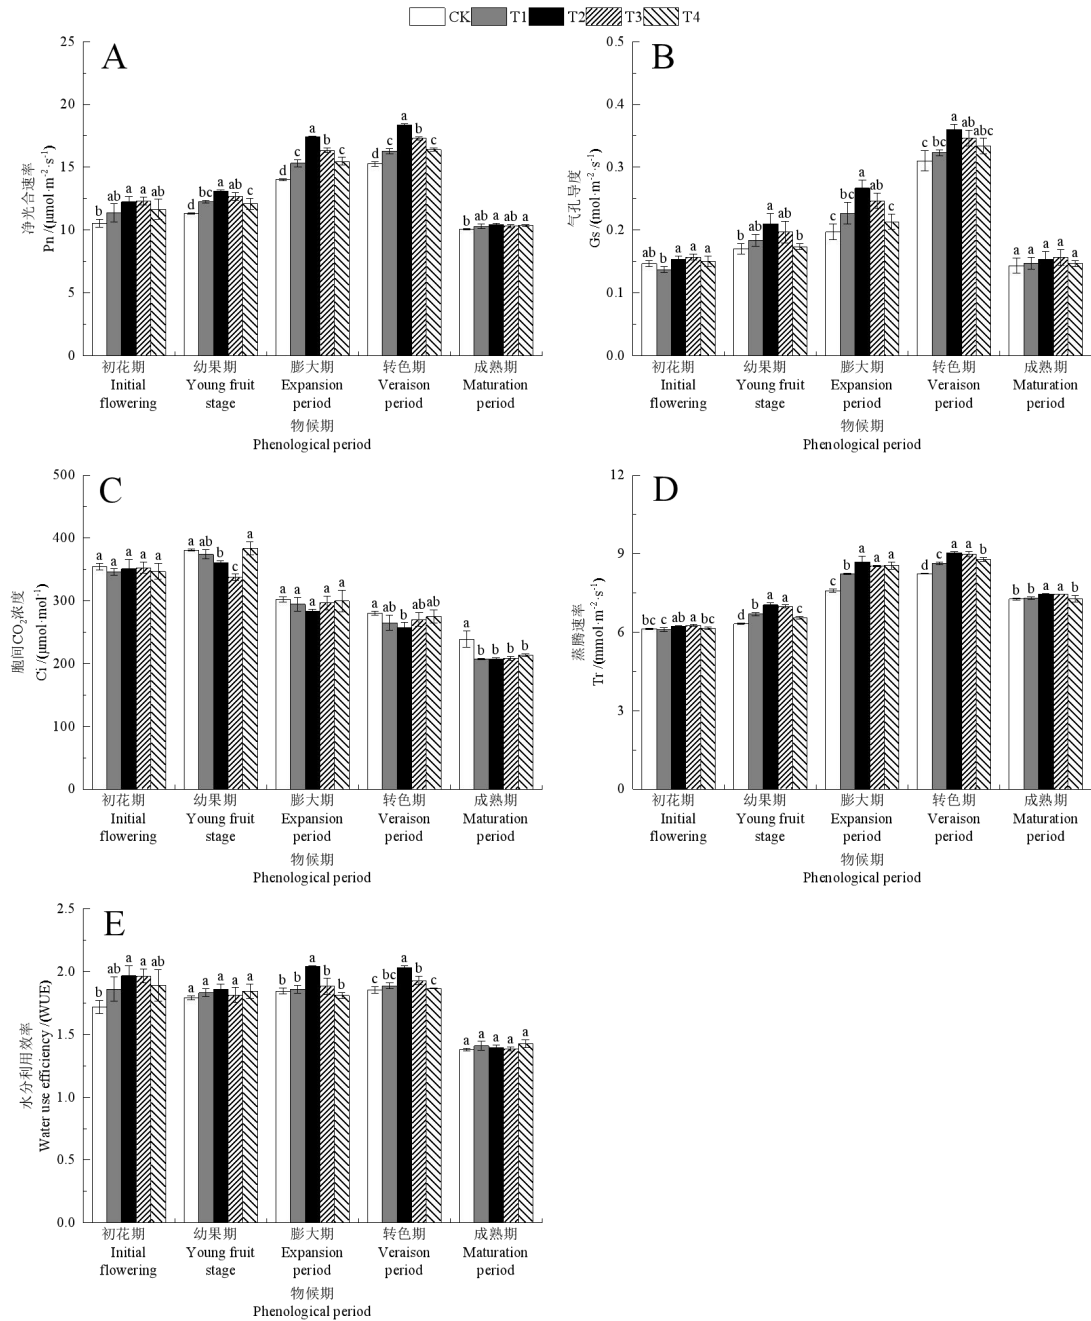 CK T1 T2 T3 T4
A
净光合速率
Pn /(μmol·m⁻²·s⁻¹)
25
20
15
10
5
0
b ab a a ab
d c a b c
d c a b c
d c a b c
b ab a ab a
初花期 幼果期 膨大期 转色期 成熟期
Initial Young fruit Expansion Veraison Maturation
flowering stage period period period
物候期
Phenological period
B
气孔导度
Gs /(mol·m⁻²·s⁻¹)
0.5
0.4
0.3
0.2
0.1
0.0
ab b a a a
b ab a ab b
c bc a ab c
c bc a ab abc
a a a a a
初花期 幼果期 膨大期 转色期 成熟期
Initial Young fruit Expansion Veraison Maturation
flowering stage period period period
物候期
Phenological period
C
胞间CO₂浓度
Ci /(μmol·mol⁻¹)
500
400
300
200
100
0
a a a a a
a ab b c a
a a a a a
a ab b ab ab
a b b b b
初花期 幼果期 膨大期 转色期 成熟期
Initial Young fruit Expansion Veraison Maturation
flowering stage period period period
物候期
Phenological period
D
蒸腾速率
Tr /(mmol·m⁻²·s⁻¹)
12
9
6
3
0
bc c ab a bc
d b a a c
c b a a a
d c a a b
b b a a b
初花期 幼果期 膨大期 转色期 成熟期
Initial Young fruit Expansion Veraison Maturation
flowering stage period period period
物候期
Phenological period
E
水分利用效率
Water use efficiency /(WUE)
2.5
2.0
1.5
1.0
0.5
0.0
b ab a a ab
a a a a a
b b a b b
c bc a b c
a a a a a
初花期 幼果期 膨大期 转色期 成熟期
Initial Young fruit Expansion Veraison Maturation
flowering stage period period period
物候期
Phenological period